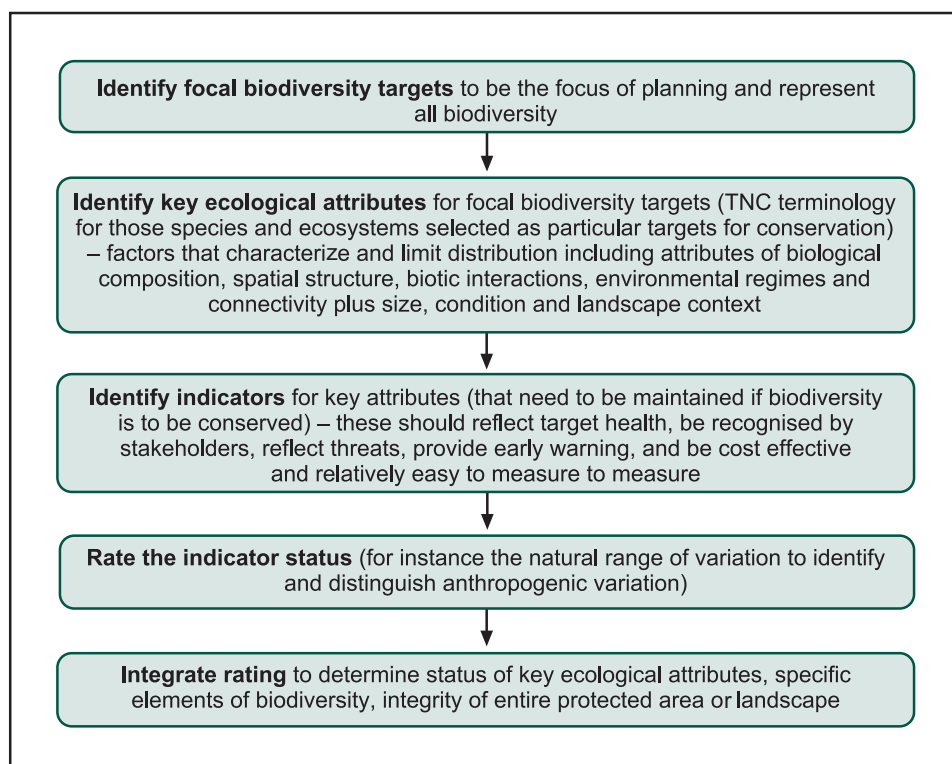 Identify focal biodiversity targets to be the focus of planning and represent
all biodiversity
Identify key ecological attributes for focal biodiversity targets (TNC terminology
for those species and ecosystems selected as particular targets for conservation)
– factors that characterize and limit distribution including attributes of biological
composition, spatial structure, biotic interactions, environmental regimes and
connectivity plus size, condition and landscape context
Identify indicators for key attributes (that need to be maintained if biodiversity
is to be conserved) – these should reflect target health, be recognised by
stakeholders, reflect threats, provide early warning, and be cost effective
and relatively easy to measure to measure
Rate the indicator status (for instance the natural range of variation to identify
and distinguish anthropogenic variation)
Integrate rating to determine status of key ecological attributes, specific
elements of biodiversity, integrity of entire protected area or landscape